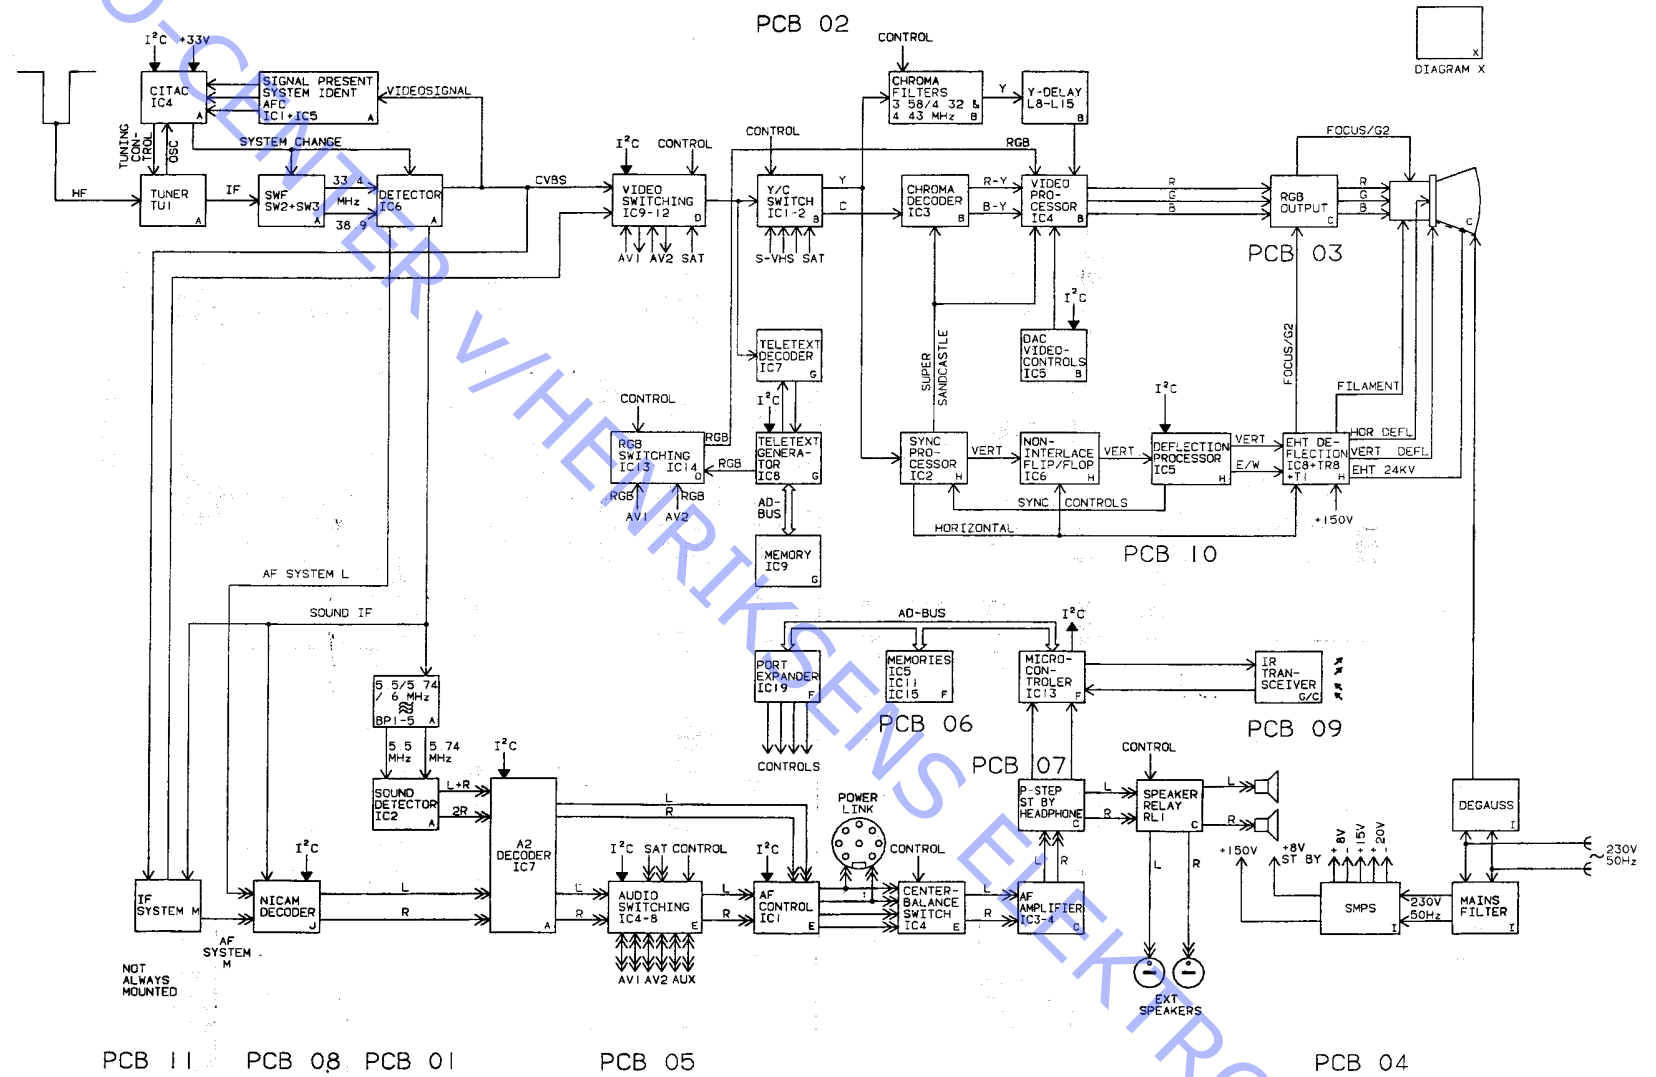 PCB 02
X
DIAGRAM X
I²C +33V
CITAC
IC4
A
SIGNAL PRESENT
SYSTEM IDENT
AFC
IC1+IC5
A
VIDEOSIGNAL
TUNING
CON-
TROL
OSC
SYSTEM CHANGE
HF
TUNER
TU1
A
IF
SWF
SW2+SW3
A
33.4
MHz
38.9
DETECTOR
IC6
A
CVBS
I²C
CONTROL
VIDEO
SWITCHING
IC9-12
D
AV1 AV2 SAT
CONTROL
Y/C
SWITCH
IC1-2
B
S-VHS SAT
Y
C
CONTROL
CHROMA
FILTERS
3 58/4 32 &
4 43 MHz
B
Y
Y-DELAY
L8-L15
B
RGB
CHROMA
DECODER
IC3
B
R-Y
B-Y
VIDEO
PRO-
CESSOR
IC4
B
R
G
B
RGB
OUTPUT
C
PCB 03
FOCUS/G2
R
G
B
C
I²C
DAC
VIDEO-
CONTROLS
IC5
B
SUPER
SANDCASTLE
FOCUS/G2
FILAMENT
TELETEXT
DECODER
IC7
G
I²C
TELETEXT
GENERA-
TOR
IC8
G
CONTROL
RGB
SWITCHING
IC13 IC14
D
RGB
RGB
RGB
RGB
AV1
AV2
AD-
BUS
MEMORY
IC9
G
SYNC
PRO-
CESSOR
IC2
H
VERT
NON-
INTERLACE
FLIP/FLOP
IC6
H
VERT
I²C
DEFLECTION
PROCESSOR
IC5
H
VERT
E/W
EHT DE-
FLECTION
IC8+TR8
+T1
H
HOR DEFL
VERT DEFL
EHT 24KV
SYNC CONTROLS
HORIZONTAL
+150V
PCB 10
AF SYSTEM L
SOUND IF
5 5/5 74
/ 6 MHz
BP1-5
A
5.5
MHz
5.74
MHz
SOUND
DETECTOR
IC2
A
L+R
2R
I²C
A2
DECODER
IC7
A
L
R
AD-BUS
PORT
EXPANDER
IC19
F
CONTROLS
MEMORIES
IC5
IC11
IC15
F
PCB 06
I²C
MICRO-
CON-
TROLER
IC13
F
IR
TRAN-
SCEIVER
G/C
PCB 09
PCB 07
P-STEP
ST BY
HEADPHONE
C
L
R
CONTROL
SPEAKER
RELAY
RL1
C
L
R
L
R
EXT
SPEAKERS
POWER
LINK
DEGAUSS
I
230V
~
50Hz
+150V
+8V
ST BY
+ 8V
-
+ 15V
-
+ 20V
-
SMPS
I
230V
50Hz
MAINS
FILTER
I
IF
SYSTEM M
AF
SYSTEM
M
I²C
NICAM
DECODER
J
L
R
L
R
I²C SAT CONTROL
AUDIO
SWITCHING
IC4-8
E
AV1 AV2 AUX
L
R
I²C
AF
CONTROL
IC1
E
CONTROL
CENTER-
BALANCE
SWITCH
IC4
E
L
R
AF
AMPLIFIER
IC3-4
C
L
R
NOT
ALWAYS
MOUNTED
PCB 11
PCB 08
PCB 01
PCB 05
PCB 04
O-CENTER v/HENRIKSENS ELEKTRO